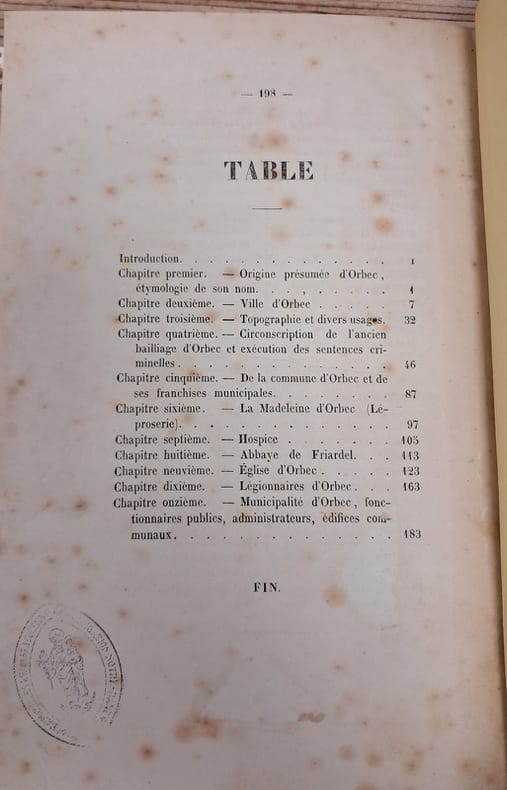 — 198 —
TABLE
Introduction. . . . . . . . . . . . . . I
Chapitre premier. — Origine présumée d'Orbec,
étymologie de son nom. . . . . . . . . 1
Chapitre deuxième. — Ville d'Orbec . . . . . 7
Chapitre troisième. — Topographie et divers usages. 32
Chapitre quatrième. — Circonscription de l'ancien
bailliage d'Orbec et exécution des sentences cri-
minelles . . . . . . . . . . . . . . . 46
Chapitre cinquième. — De la commune d'Orbec et de
ses franchises municipales. . . . . . . . 87
Chapitre sixième. — La Madeleine d'Orbec (Lé-
proserie). . . . . . . . . . . . . . . 97
Chapitre septième. — Hospice . . . . . . . 105
Chapitre huitième. — Abbaye de Friardel. . . 113
Chapitre neuvième. — Église d'Orbec . . . . . 123
Chapitre dixième. — Légionnaires d'Orbec. . . 163
Chapitre onzième. — Municipalité d'Orbec, fonc-
tionnaires publics, administrateurs, édifices com-
munaux. . . . . . . . . . . . . . . 183
FIN.